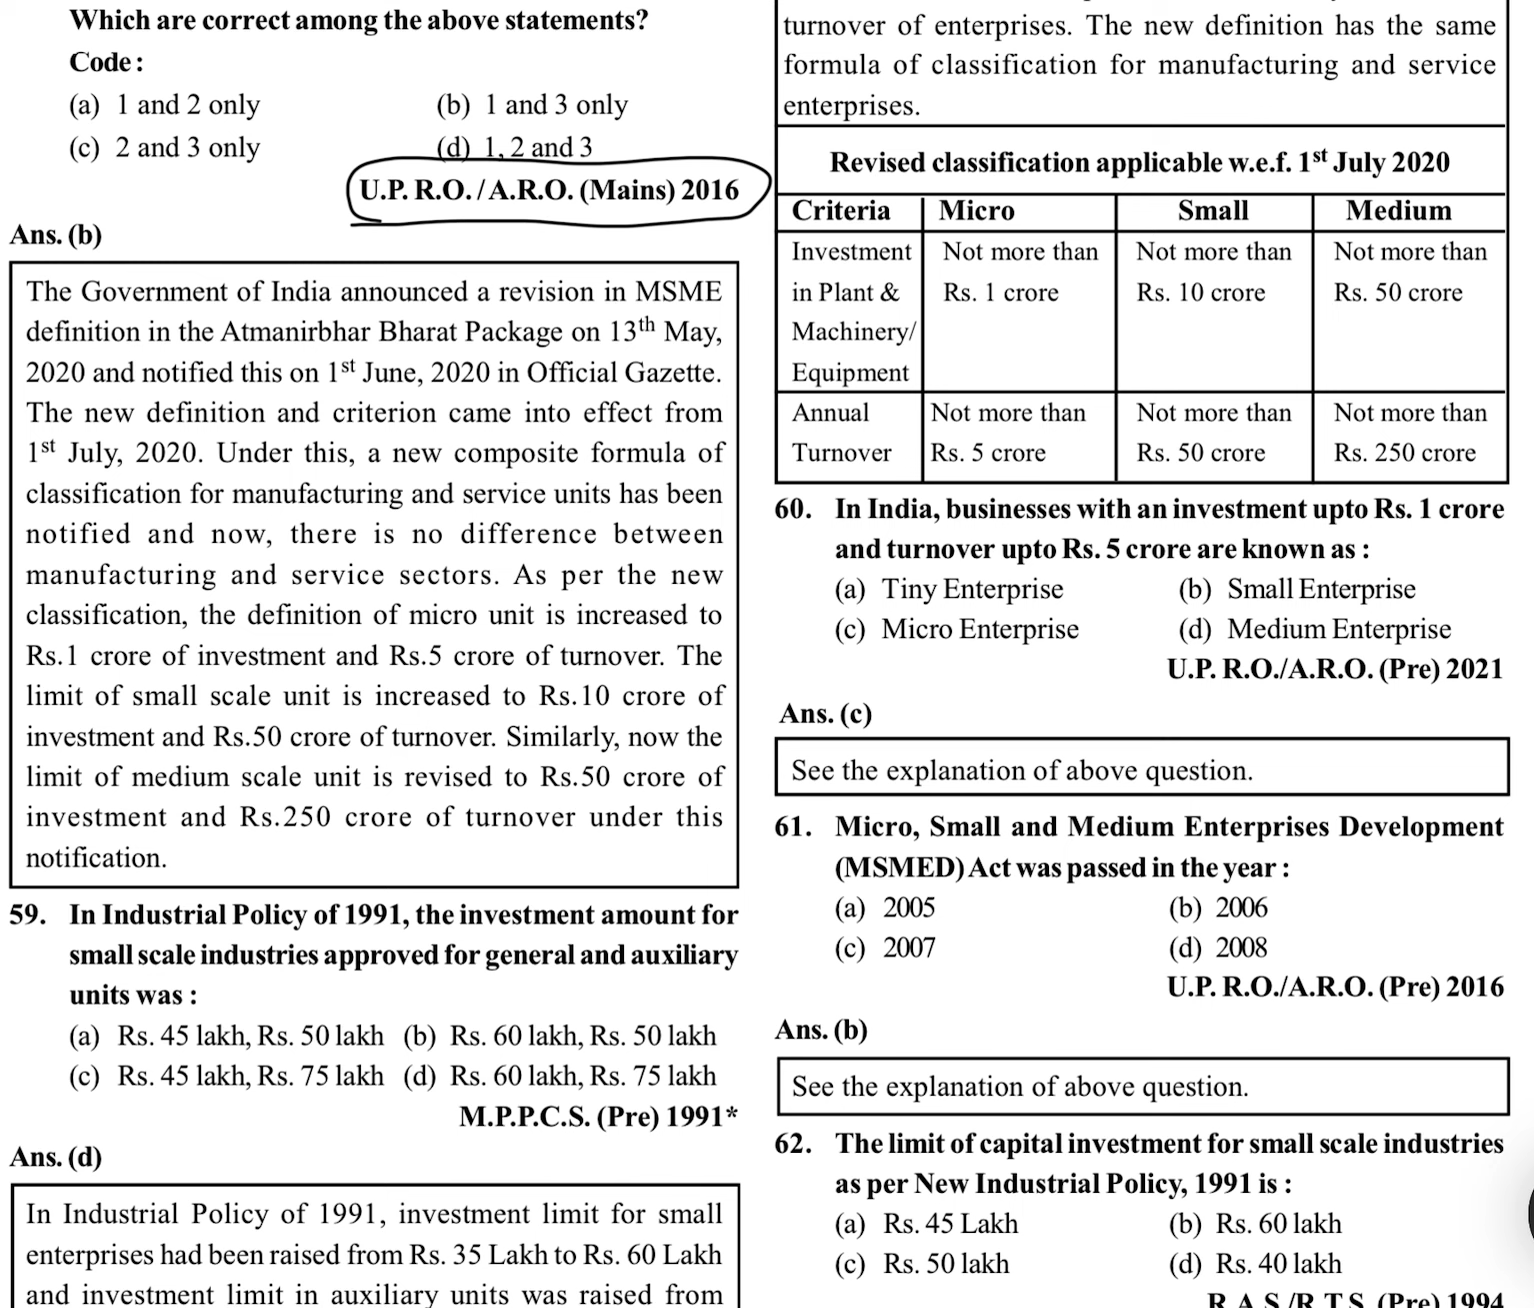 Which are correct among the above statements?
Code :
(a) 1 and 2 only (b) 1 and 3 only
(c) 2 and 3 only (d) 1, 2 and 3
U.P. R.O. / A.R.O. (Mains) 2016
Ans. (b)
The Government of India announced a revision in MSME
definition in the Atmanirbhar Bharat Package on 13th May,
2020 and notified this on 1st June, 2020 in Official Gazette.
The new definition and criterion came into effect from
1st July, 2020. Under this, a new composite formula of
classification for manufacturing and service units has been
notified and now, there is no difference between
manufacturing and service sectors. As per the new
classification, the definition of micro unit is increased to
Rs.1 crore of investment and Rs.5 crore of turnover. The
limit of small scale unit is increased to Rs.10 crore of
investment and Rs.50 crore of turnover. Similarly, now the
limit of medium scale unit is revised to Rs.50 crore of
investment and Rs.250 crore of turnover under this
notification.
59. In Industrial Policy of 1991, the investment amount for
small scale industries approved for general and auxiliary
units was :
(a) Rs. 45 lakh, Rs. 50 lakh (b) Rs. 60 lakh, Rs. 50 lakh
(c) Rs. 45 lakh, Rs. 75 lakh (d) Rs. 60 lakh, Rs. 75 lakh
M.P.P.C.S. (Pre) 1991*
Ans. (d)
In Industrial Policy of 1991, investment limit for small
enterprises had been raised from Rs. 35 Lakh to Rs. 60 Lakh
and investment limit in auxiliary units was raised from
turnover of enterprises. The new definition has the same
formula of classification for manufacturing and service
enterprises.
Revised classification applicable w.e.f. 1st July 2020
Criteria Micro Small Medium
Investment Not more than Not more than Not more than
in Plant & Rs. 1 crore Rs. 10 crore Rs. 50 crore
Machinery/
Equipment
Annual Not more than Not more than Not more than
Turnover Rs. 5 crore Rs. 50 crore Rs. 250 crore
60. In India, businesses with an investment upto Rs. 1 crore
and turnover upto Rs. 5 crore are known as :
(a) Tiny Enterprise (b) Small Enterprise
(c) Micro Enterprise (d) Medium Enterprise
U.P. R.O./A.R.O. (Pre) 2021
Ans. (c)
See the explanation of above question.
61. Micro, Small and Medium Enterprises Development
(MSMED) Act was passed in the year :
(a) 2005 (b) 2006
(c) 2007 (d) 2008
U.P. R.O./A.R.O. (Pre) 2016
Ans. (b)
See the explanation of above question.
62. The limit of capital investment for small scale industries
as per New Industrial Policy, 1991 is :
(a) Rs. 45 Lakh (b) Rs. 60 lakh
(c) Rs. 50 lakh (d) Rs. 40 lakh
R.A.S./R.T.S. (Pre) 1994